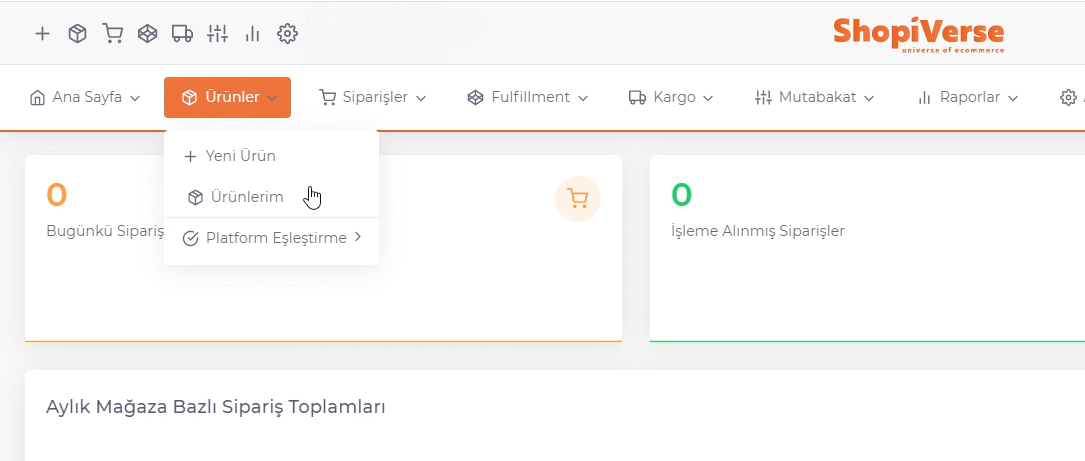 ShopiVerse
universe of ecommerce
Ana Sayfa Ürünler Siparişler Fulfillment Kargo Mutabakat Raporlar
Yeni Ürün
Ürünlerim
Platform Eşleştirme
0
Bugünkü Sipariş
0
İşleme Alınmış Siparişler
Aylık Mağaza Bazlı Sipariş Toplamları